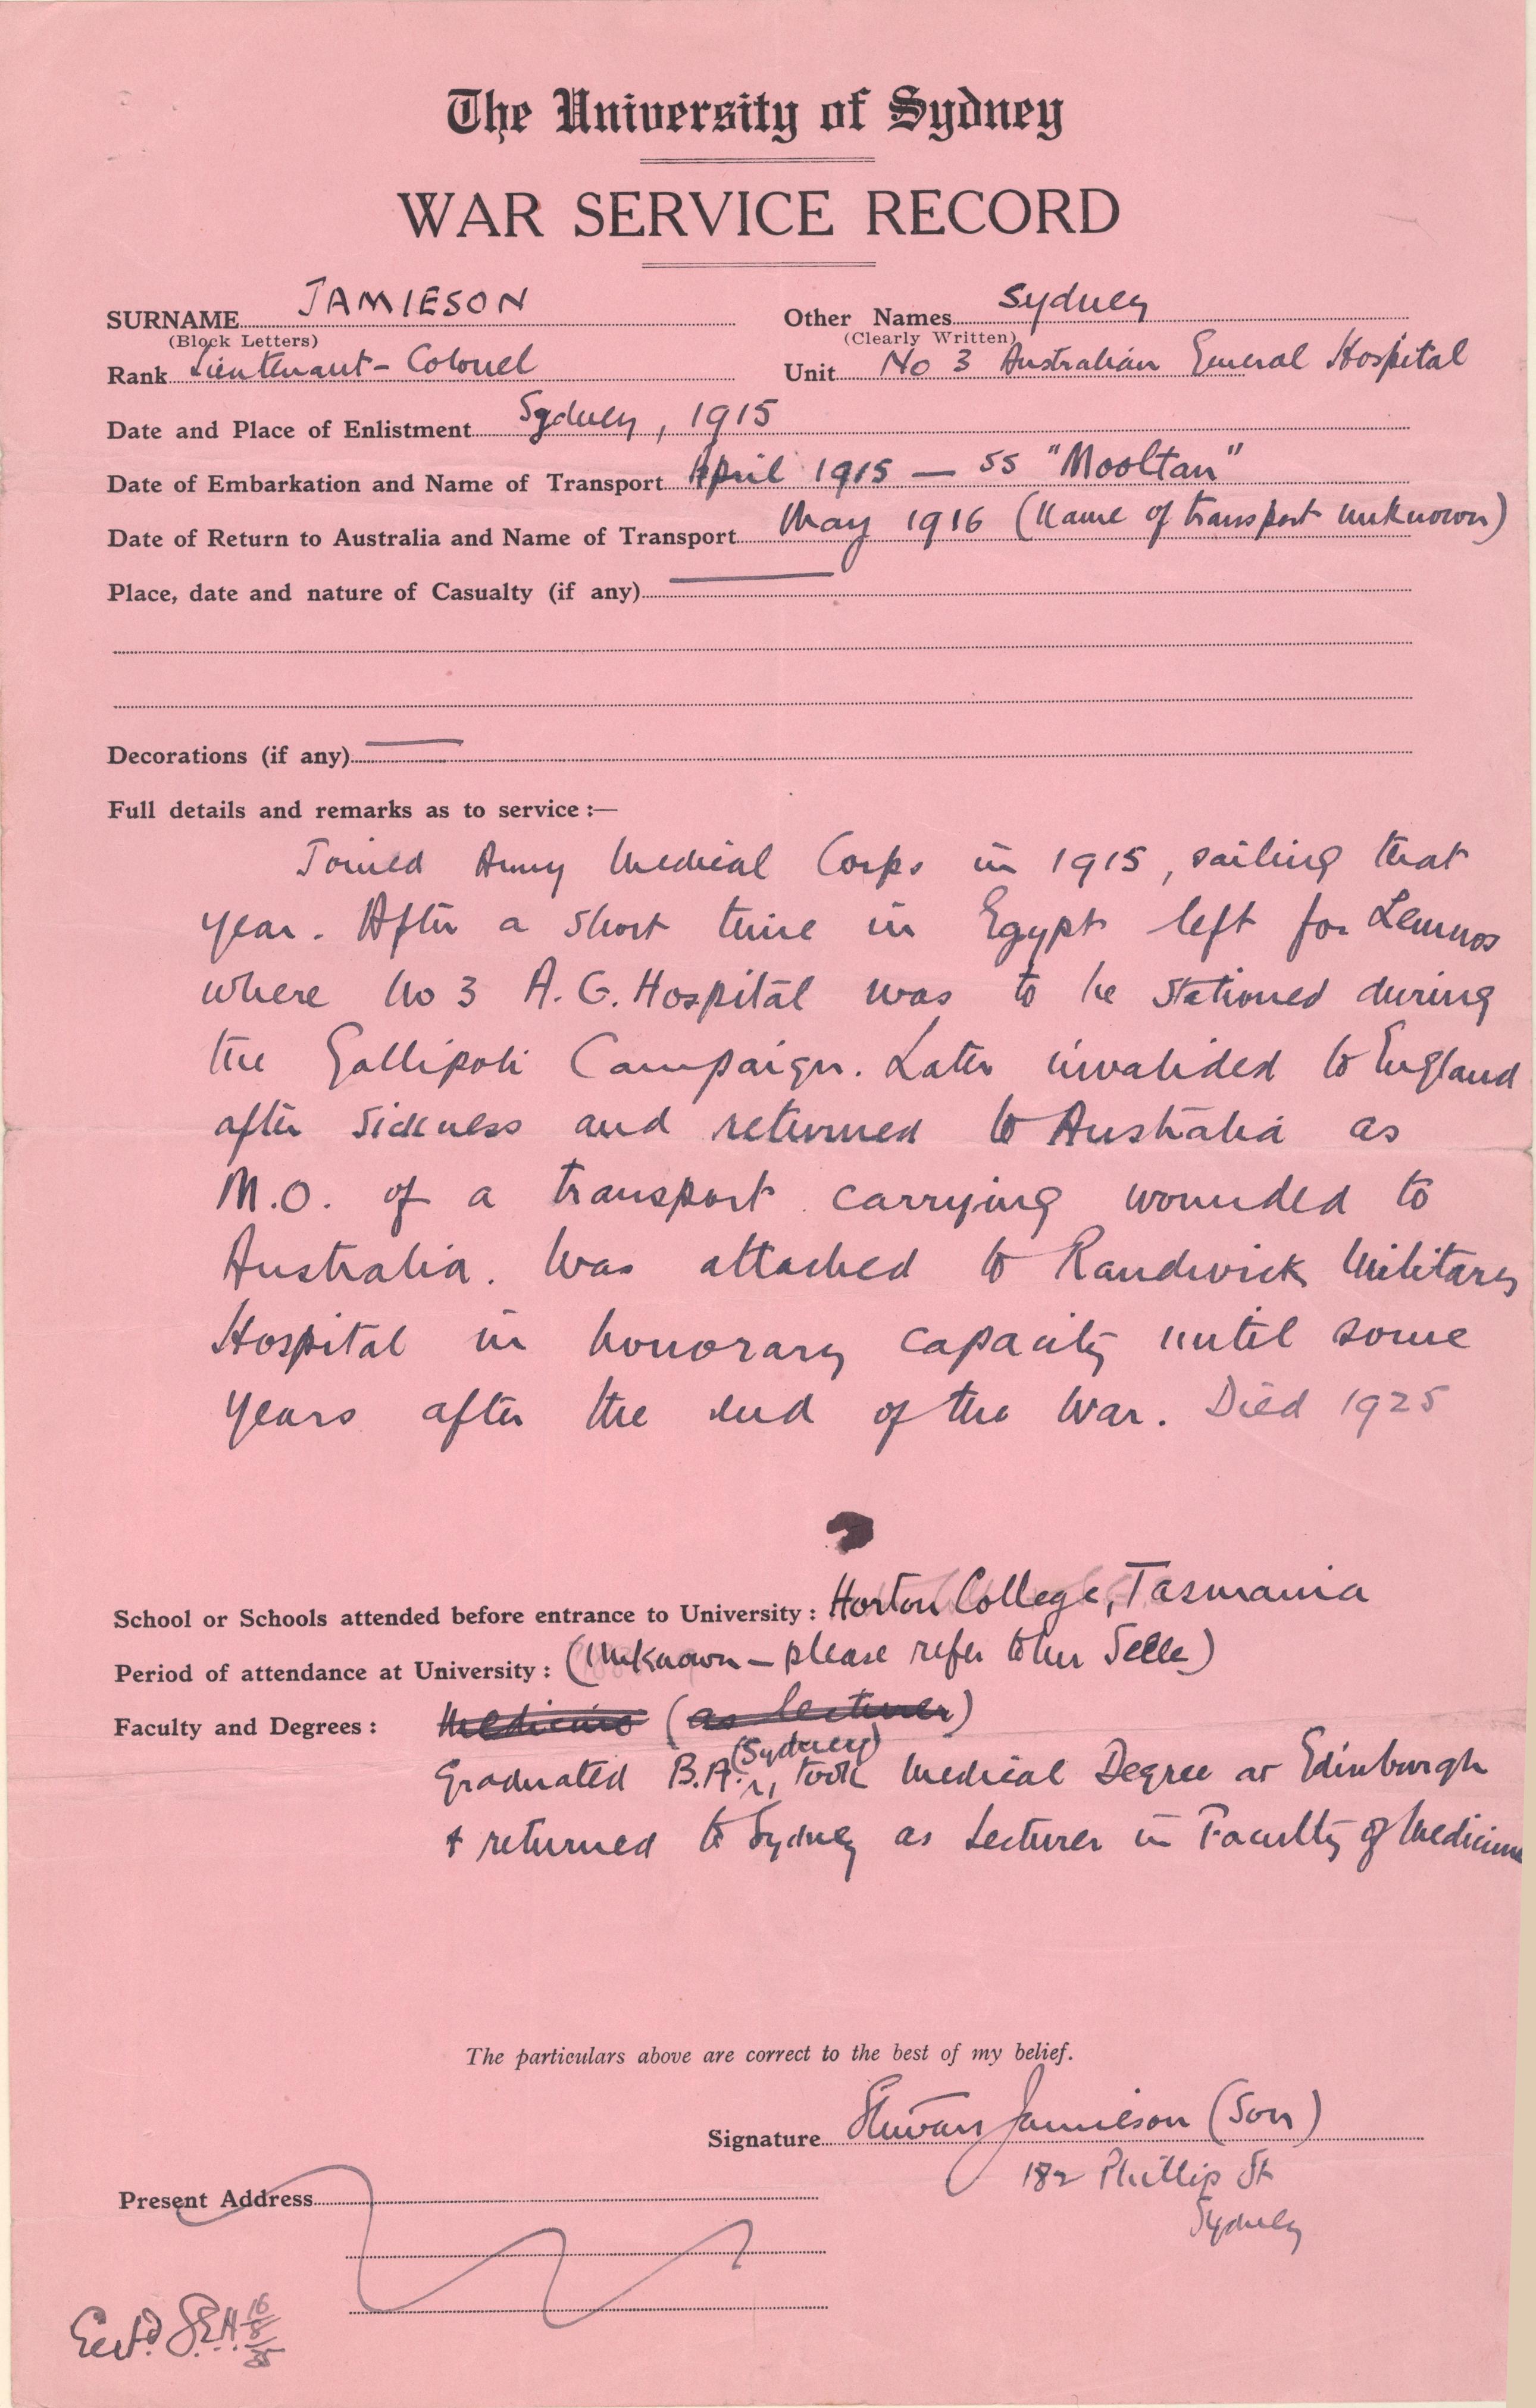 The University of Sydney
WAR SERVICE RECORD
SURNAME JAMIESON Other Names Sydney
(Block Letters) (Clearly Written)
Rank Lieutenant-Colonel Unit No 3 Australian General Hospital
Date and Place of Enlistment Sydney, 1915
Date of Embarkation and Name of Transport April 1915 — SS "Mooltan"
Date of Return to Australia and Name of Transport May 1916 (Name of transport unknown)
Place, date and nature of Casualty (if any) —
Decorations (if any) —
Full details and remarks as to service :—
Joined Army Medical Corps in 1915, sailing that
year. After a short time in Egypt left for Lemnos
where No 3 A. G. Hospital was to be stationed during
the Gallipoli Campaign. Later invalided to England
after sickness and returned to Australia as
M.O. of a transport carrying wounded to
Australia. Was attached to Randwick Military
Hospital in honorary capacity until some
years after the end of the War. Died 1925
School or Schools attended before entrance to University : Horton College, Tasmania
Period of attendance at University : (Unknown — please refer to Mr Selle)
Faculty and Degrees : Medicine (as lecturer)
(Sydney)
Graduated B.A., took Medical Degree at Edinburgh
& returned to Sydney as Lecturer in Faculty of Medicine
The particulars above are correct to the best of my belief.
Signature Stewart Jamieson (Son)
182 Phillip St
Sydney
Present Address